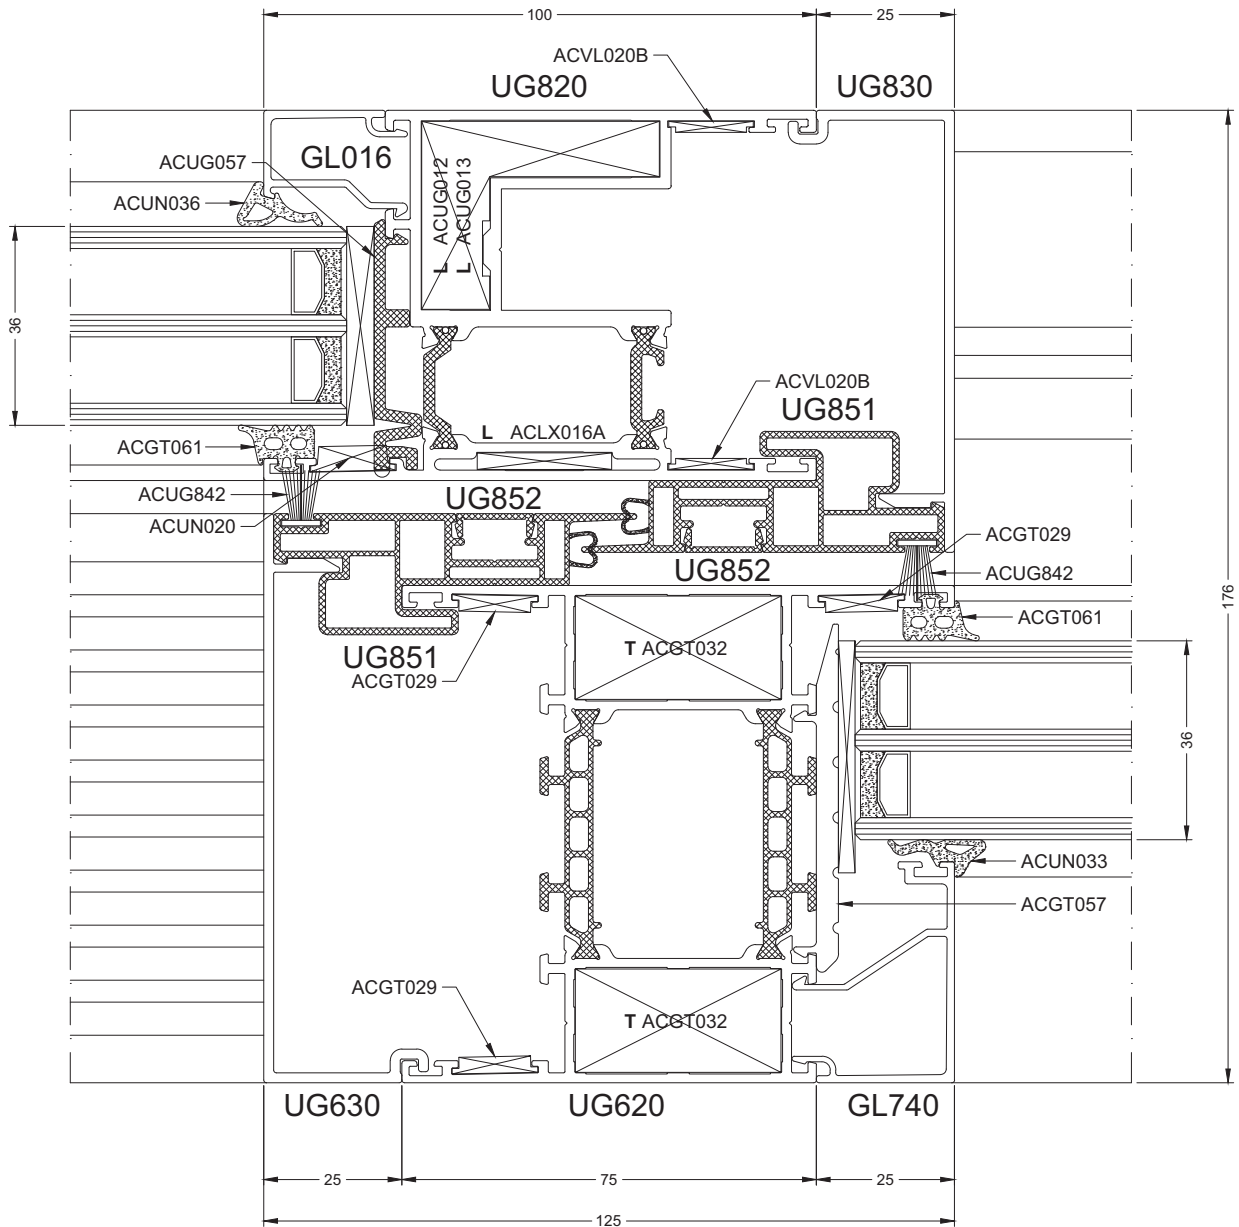 100
25
ACVL020B
UG820
UG830
ACUG057
GL016
ACUN036
L ACUG012
L ACUG013
36
ACVL020B
UG851
L ACLX016A
ACGT061
ACUG842
UG852
ACUN020
ACGT029
UG852
ACUG842
176
ACGT061
T ACGT032
UG851
ACGT029
36
ACUN033
ACGT057
ACGT029
T ACGT032
UG630
UG620
GL740
25
75
25
125